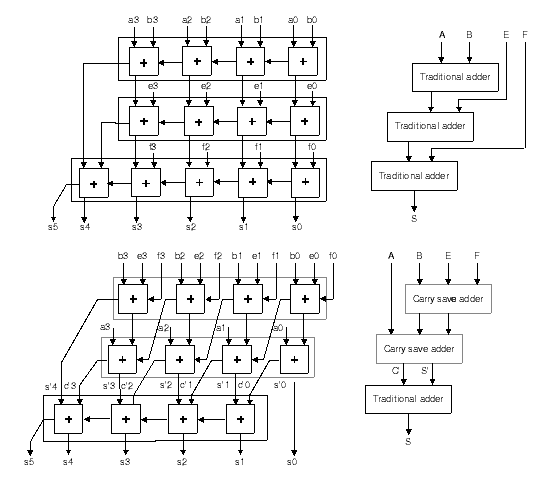 a3 b3 a2 b2 a1 b1 a0 b0
+ + + +
e3 e2 e1 e0
+ + + +
f3 f2 f1 f0
+ + + + +
s5 s4 s3 s2 s1 s0
A B E F
Traditional adder
Traditional adder
Traditional adder
S
b3 e3 f3 b2 e2 f2 b1 e1 f1 b0 e0 f0
+ + + +
a3 a2 a1 a0
+ + + +
s'4 c'3 s'3 c'2 s'2 c'1 s'1 c'0 s'0
+ + + +
s5 s4 s3 s2 s1 s0
A B E F
Carry save adder
Carry save adder
C' S'
Traditional adder
S